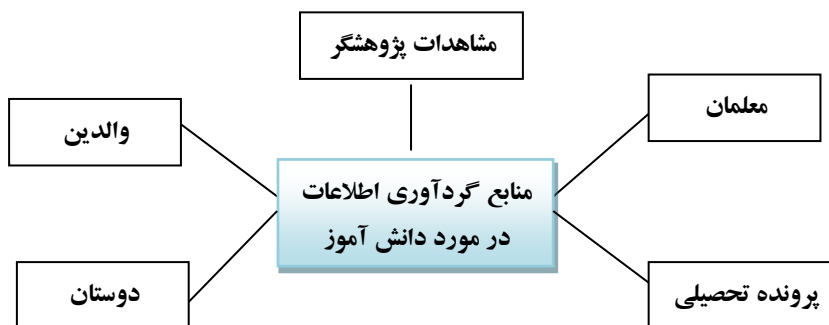 مشاهدات پژوهشگر
معلمان
والدین
منابع گردآوری اطلاعات
در مورد دانش آموز
پرونده تحصیلی
دوستان